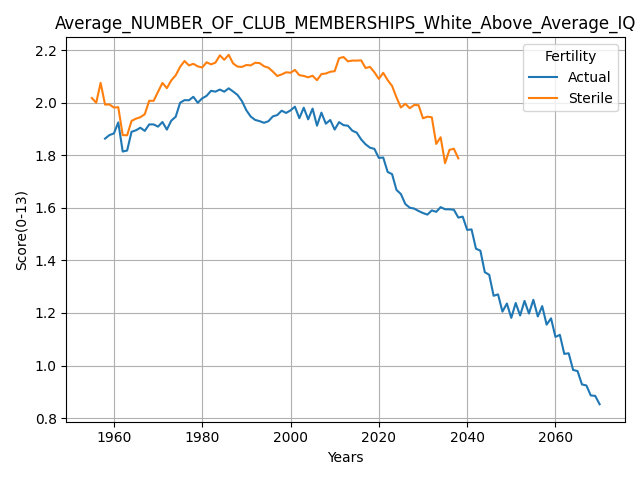 Average_NUMBER_OF_CLUB_MEMBERSHIPS_White_Above_Average_IQ
Fertility
Actual
Sterile
Score(0-13)
2.2
2.0
1.8
1.6
1.4
1.2
1.0
0.8
1960 1980 2000 2020 2040 2060
Years